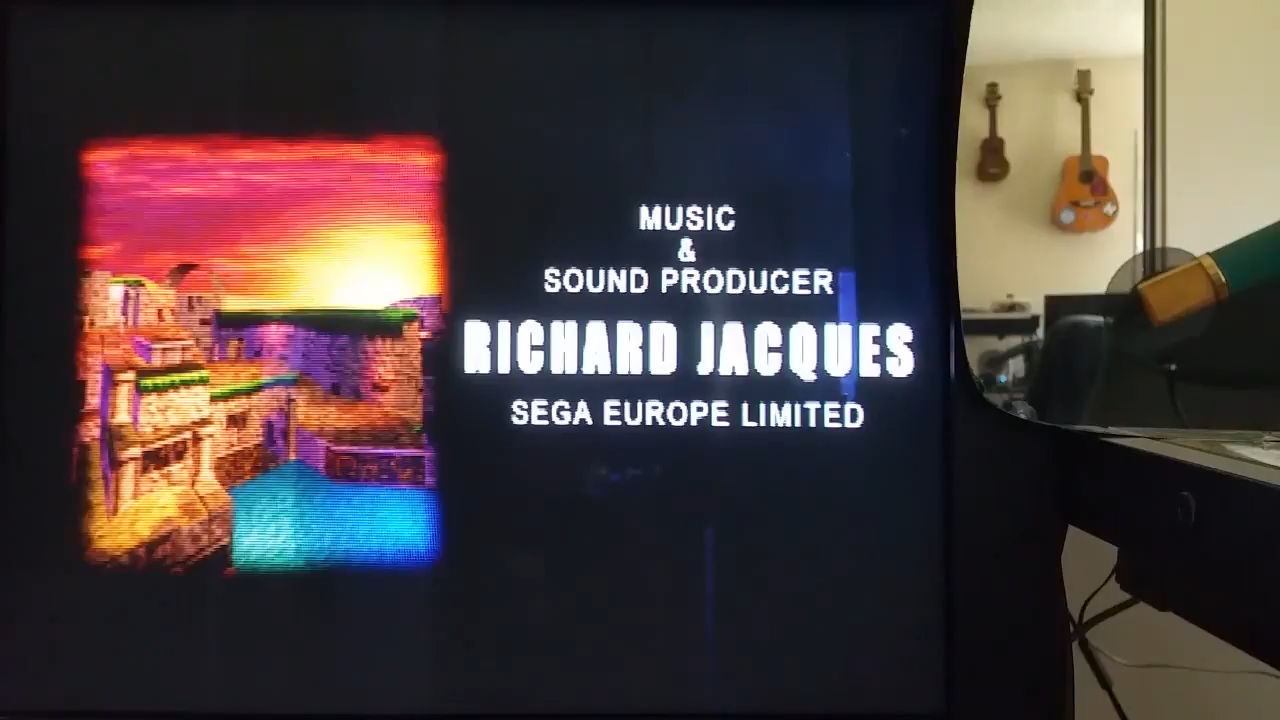 MUSIC
&
SOUND PRODUCER
RICHARD JACQUES
SEGA EUROPE LIMITED